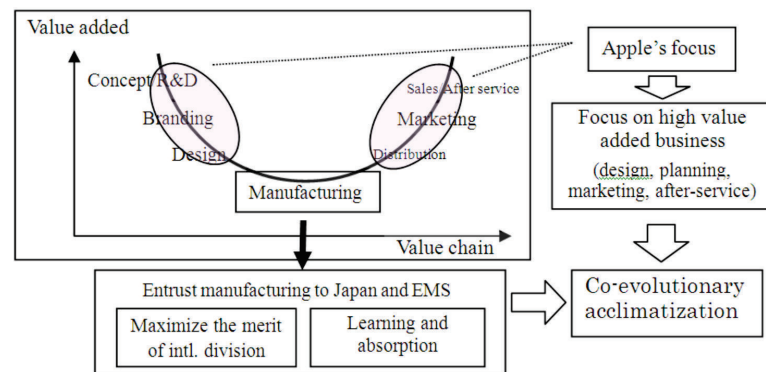 Value added
Apple's focus
Concept R&D
Sales After service
Branding
Marketing
Design
Distribution
Manufacturing
Value chain
Focus on high value
added business
(design, planning,
marketing, after-service)
Entrust manufacturing to Japan and EMS
Maximize the merit
of intl. division
Learning and
absorption
Co-evolutionary
acclimatization